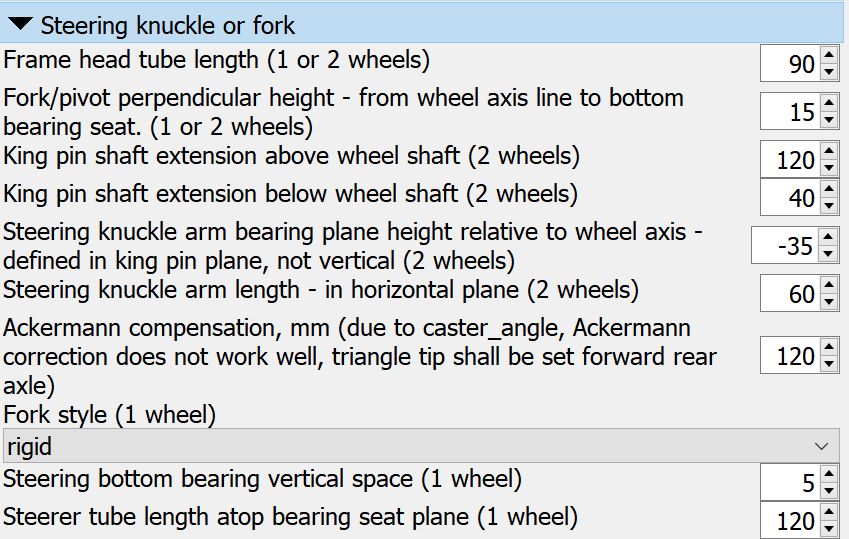 Steering knuckle or fork
Frame head tube length (1 or 2 wheels)
90
Fork/pivot perpendicular height - from wheel axis line to bottom
bearing seat. (1 or 2 wheels)
15
King pin shaft extension above wheel shaft (2 wheels)
120
King pin shaft extension below wheel shaft (2 wheels)
40
Steering knuckle arm bearing plane height relative to wheel axis -
defined in king pin plane, not vertical (2 wheels)
-35
Steering knuckle arm length - in horizontal plane (2 wheels)
60
Ackermann compensation, mm (due to caster_angle, Ackermann
correction does not work well, triangle tip shall be set forward rear
axle)
120
Fork style (1 wheel)
rigid
Steering bottom bearing vertical space (1 wheel)
5
Steerer tube length atop bearing seat plane (1 wheel)
120